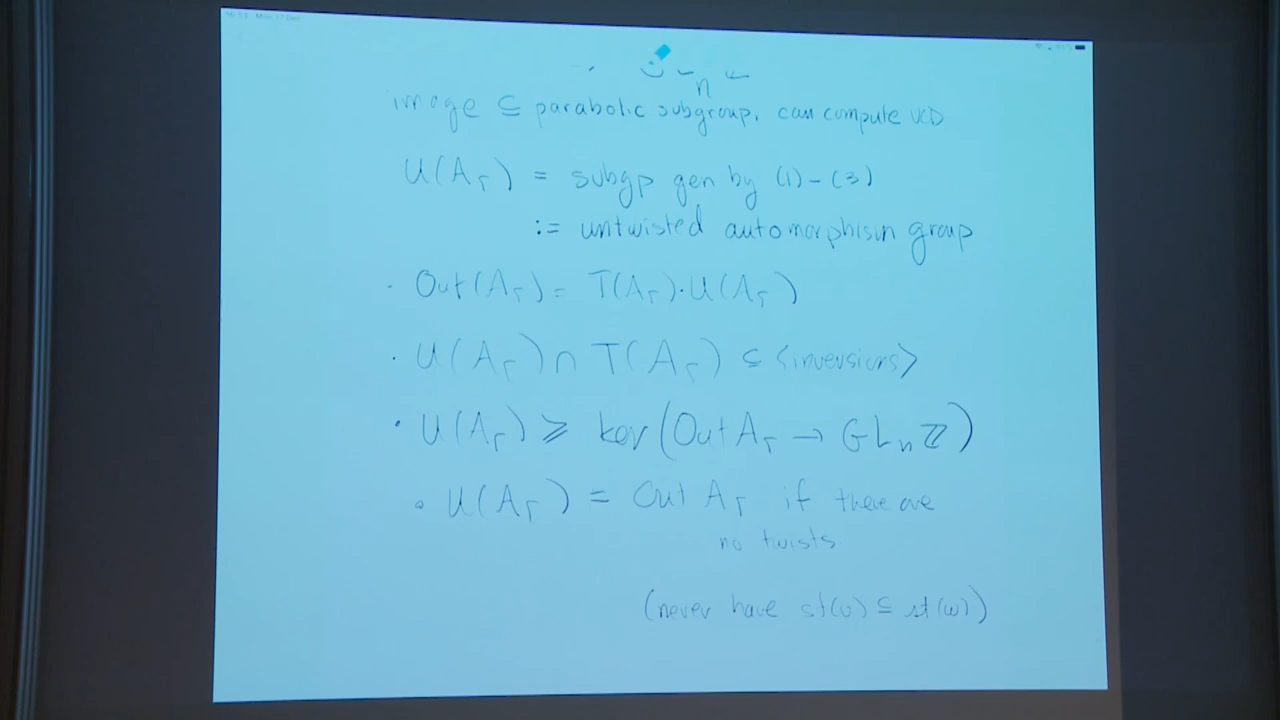 n
image ⊆ parabolic subgroup, can compute VCD
U(A_Γ) = subgp gen by (1)-(3)
:= untwisted automorphism group
· Out(A_Γ) = T(A_Γ)·U(A_Γ)
· U(A_Γ) ∩ T(A_Γ) ⊆ ⟨inversions⟩
· U(A_Γ) ⩾ ker(Out A_Γ → GL_n ℤ)
∘ U(A_Γ) = Out A_Γ if there are
no twists.
(never have st(v) ⊆ st(w))